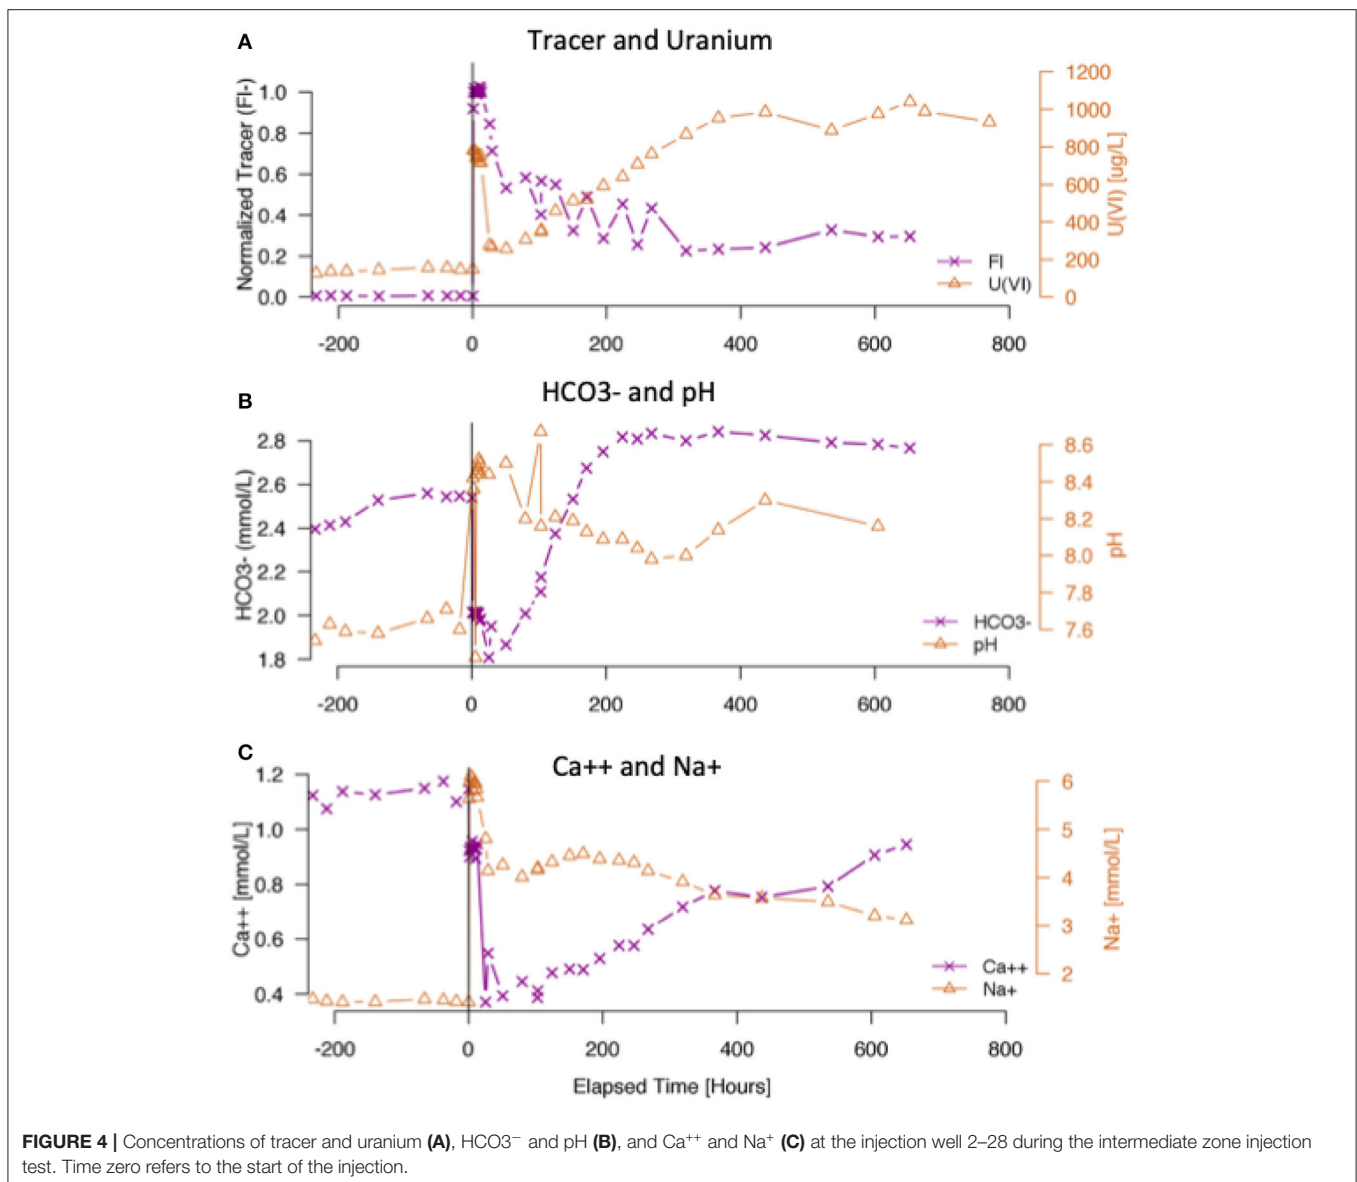 A
Tracer and Uranium
Normalized Tracer (Fl-)
1.0
0.8
0.6
0.4
0.2
0.0
1200
1000
800
600
400
200
0
U(VI) [ug/L]
Fl
U(VI)
-200 0 200 400 600 800
B
HCO3- and pH
HCO3- (mmol/L)
2.8
2.6
2.4
2.2
2.0
1.8
8.6
8.4
8.2
8.0
7.8
7.6
pH
HCO3-
pH
-200 0 200 400 600 800
C
Ca++ and Na+
Ca++ [mmol/L]
1.2
1.0
0.8
0.6
0.4
6
5
4
3
2
Na+ [mmol/L]
Ca++
Na+
-200 0 200 400 600 800
Elapsed Time [Hours]
FIGURE 4 | Concentrations of tracer and uranium (A), HCO3− and pH (B), and Ca++ and Na+ (C) at the injection well 2–28 during the intermediate zone injection
test. Time zero refers to the start of the injection.